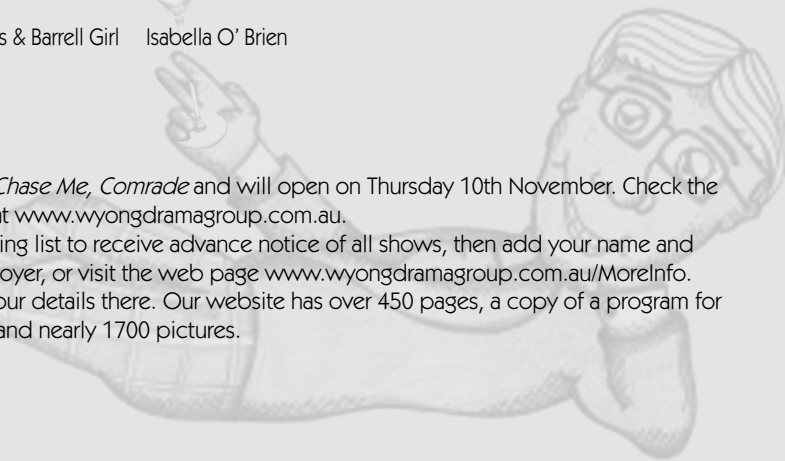 s & Barrell Girl Isabella O' Brien
Chase Me, Comrade and will open on Thursday 10th November. Check the
at www.wyongdramagroup.com.au.
ing list to receive advance notice of all shows, then add your name and
oyer, or visit the web page www.wyongdramagroup.com.au/MoreInfo.
our details there. Our website has over 450 pages, a copy of a program for
and nearly 1700 pictures.